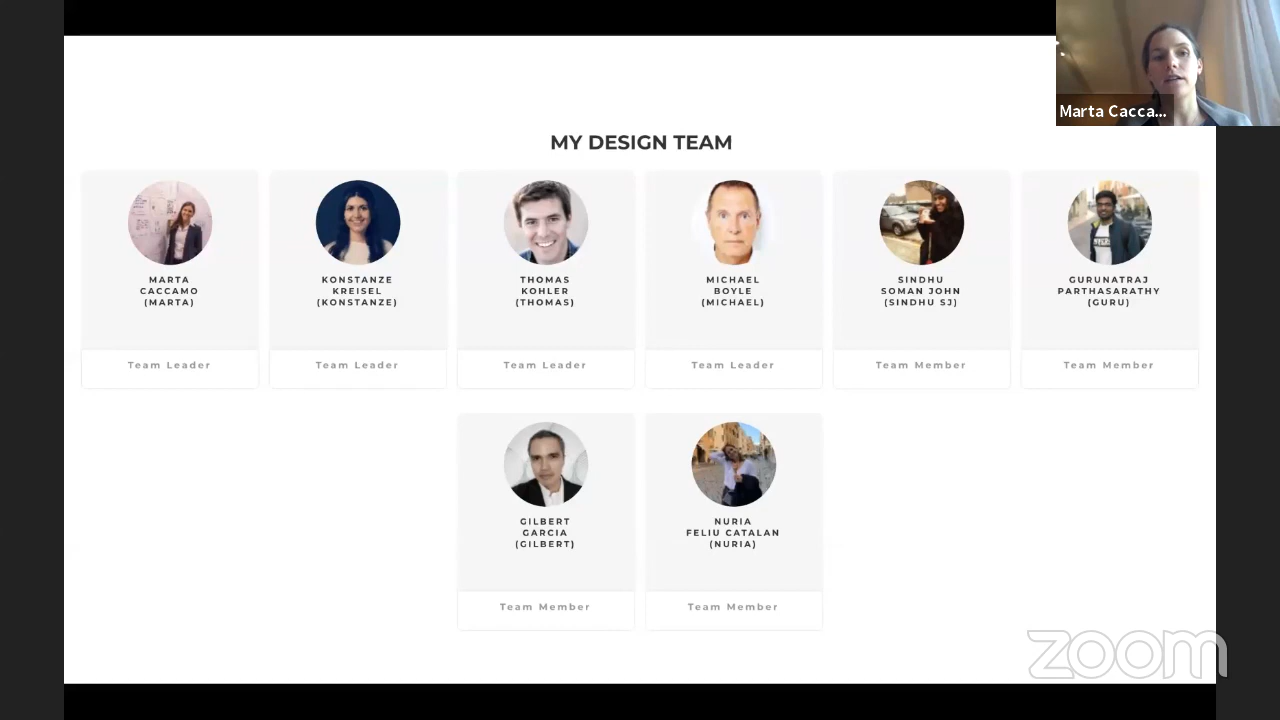 Marta Cacca...
MY DESIGN TEAM
MARTA
CACCAMO
(MARTA)
Team Leader
KONSTANZE
KREISEL
(KONSTANZE)
Team Leader
THOMAS
KOHLER
(THOMAS)
Team Leader
MICHAEL
BOYLE
(MICHAEL)
Team Leader
SINDHU
SOMAN JOHN
(SINDHU SJ)
Team Member
GURUNATRAJ
PARTHASARATHY
(GURU)
Team Member
GILBERT
GARCIA
(GILBERT)
Team Member
NURIA
FELIU CATALAN
(NURIA)
Team Member
zoom